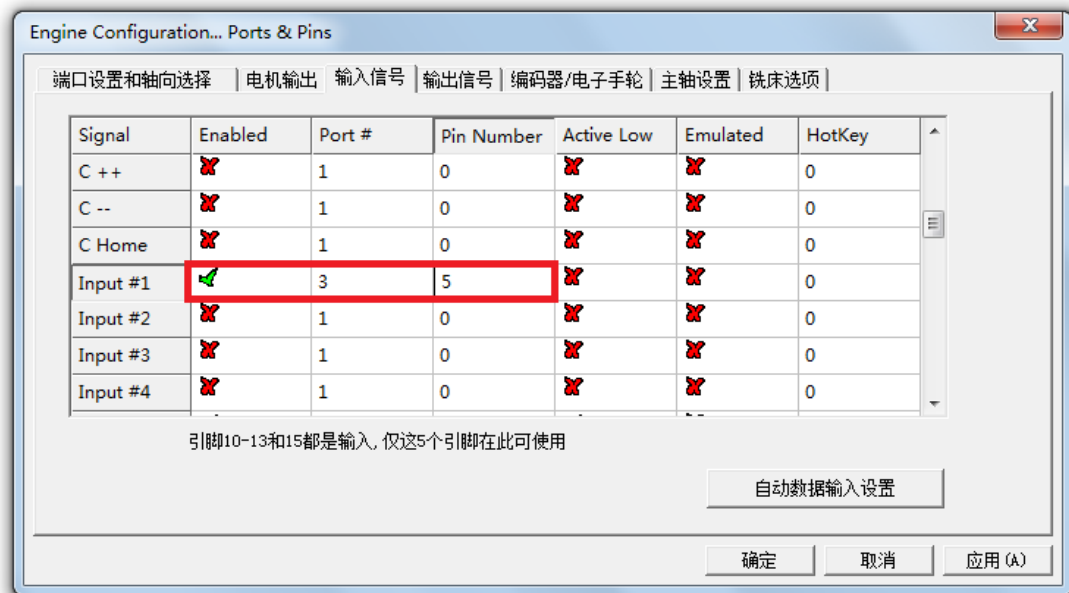 Engine Configuration... Ports & Pins
端口设置和轴向选择 电机输出 输入信号 输出信号 编码器/电子手轮 主轴设置 铣床选项
Signal Enabled Port # Pin Number Active Low Emulated HotKey
C ++ 1 0 0
C -- 1 0 0
C Home 1 0 0
Input #1 3 5 0
Input #2 1 0 0
Input #3 1 0 0
Input #4 1 0 0
引脚10-13和15都是输入,仅这5个引脚在此可使用
自动数据输入设置
确定 取消 应用(A)